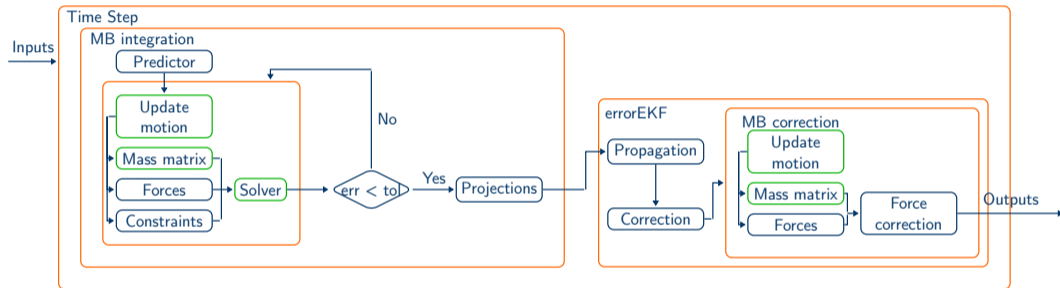 Time Step
Inputs
MB integration
Predictor
Update
motion
Mass matrix
Forces
Constraints
Solver
No
err < tol
Yes
Projections
errorEKF
Propagation
Correction
MB correction
Update
motion
Mass matrix
Forces
Force
correction
Outputs